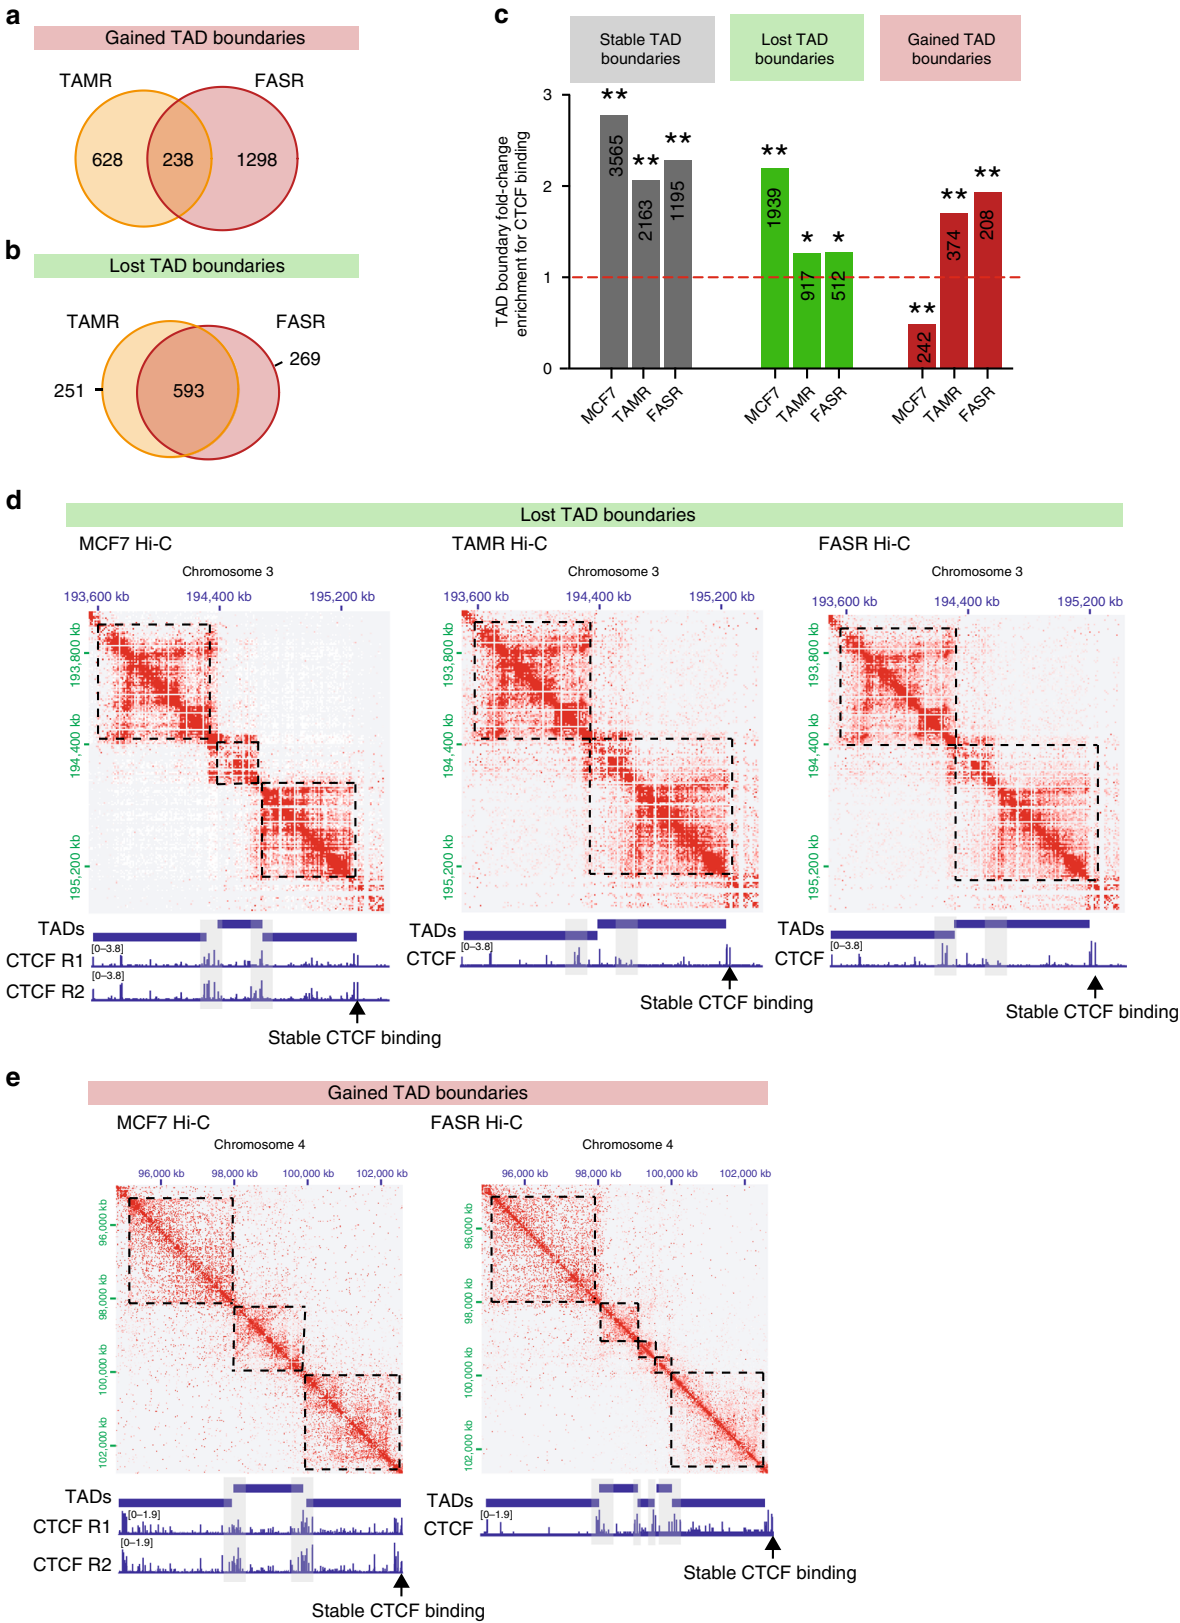 a
Gained TAD boundaries
TAMR
FASR
628
238
1298
b
Lost TAD boundaries
TAMR
FASR
269
251
593
c
Stable TAD
boundaries
Lost TAD
boundaries
Gained TAD
boundaries
TAD boundary fold-change
enrichment for CTCF binding
3
2
1
0
**
**
**
**
*
*
**
**
**
3565
2163
1195
1939
917
512
242
374
208
MCF7
TAMR
FASR
MCF7
TAMR
FASR
MCF7
TAMR
FASR
d
Lost TAD boundaries
MCF7 Hi-C
Chromosome 3
193,600 kb
194,400 kb
195,200 kb
193,800 kb
194,400 kb
195,200 kb
TADs
[0–3.8]
CTCF R1
[0–3.8]
CTCF R2
Stable CTCF binding
TAMR Hi-C
Chromosome 3
193,600 kb
194,400 kb
195,200 kb
193,800 kb
194,400 kb
195,200 kb
TADs
[0–3.8]
CTCF
Stable CTCF binding
FASR Hi-C
Chromosome 3
193,600 kb
194,400 kb
195,200 kb
193,800 kb
194,400 kb
195,200 kb
TADs
[0–3.8]
CTCF
Stable CTCF binding
e
Gained TAD boundaries
MCF7 Hi-C
Chromosome 4
96,000 kb
98,000 kb
100,000 kb
102,000 kb
96,000 kb
98,000 kb
100,000 kb
102,000 kb
TADs
[0–1.9]
CTCF R1
[0–1.9]
CTCF R2
Stable CTCF binding
FASR Hi-C
Chromosome 4
96,000 kb
98,000 kb
100,000 kb
102,000 kb
96,000 kb
98,000 kb
100,000 kb
102,000 kb
TADs
[0–1.9]
CTCF
Stable CTCF binding